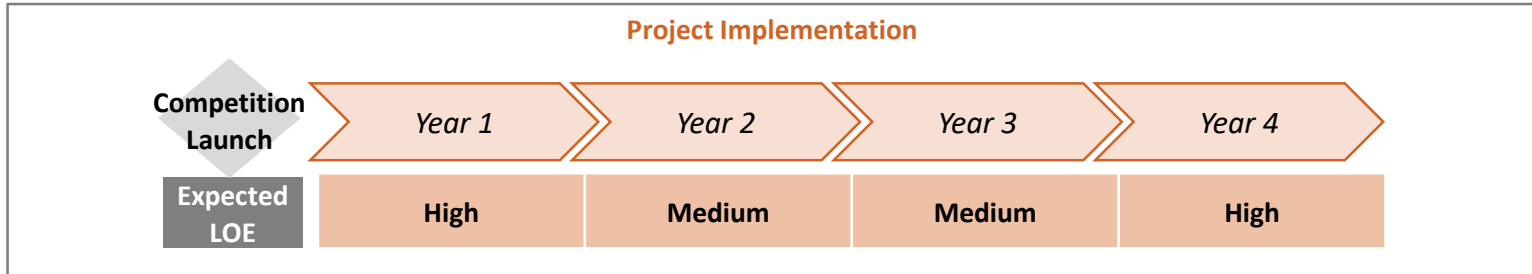 Project Implementation
Competition
Launch
Year 1
Year 2
Year 3
Year 4
Expected
LOE
High
Medium
Medium
High